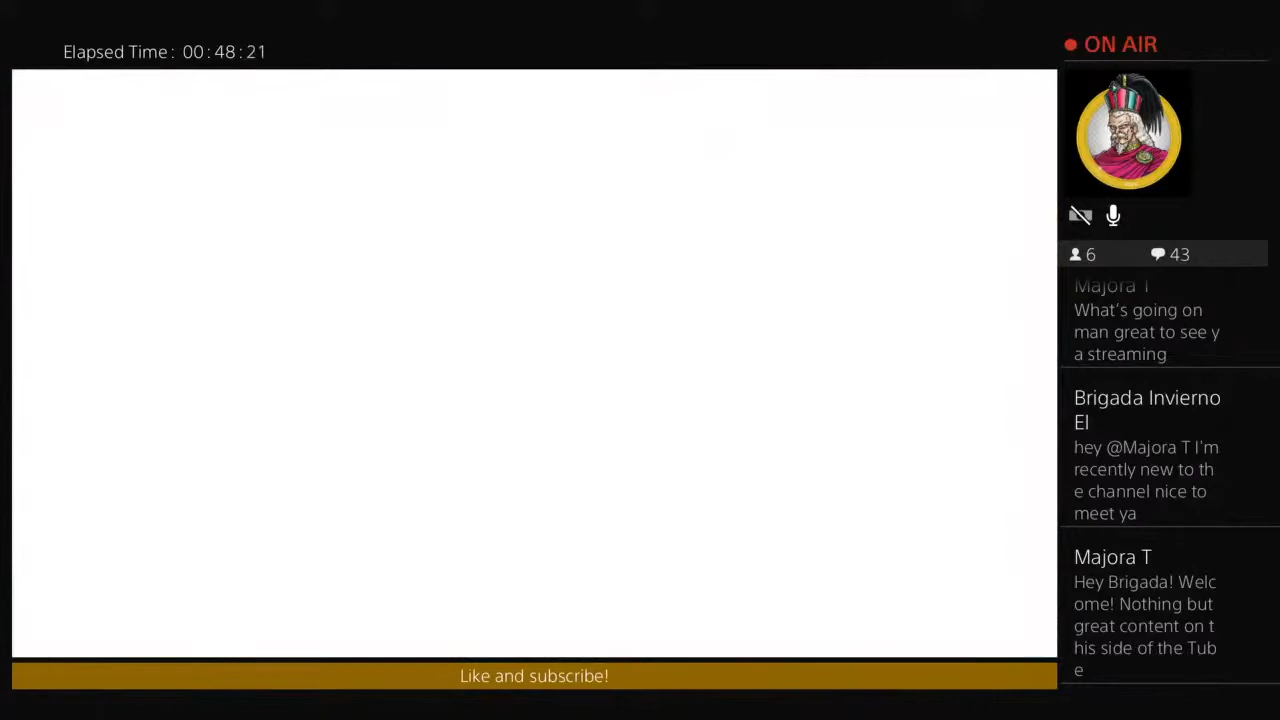 Elapsed Time: 00:48:21
ON AIR
6 43
Majora T
What's going on
man great to see y
a streaming
Brigada Invierno
El
hey @Majora T I'm
recently new to th
e channel nice to
meet ya
Majora T
Hey Brigada! Welc
ome! Nothing but
great content on t
his side of the Tub
e
Like and subscribe!